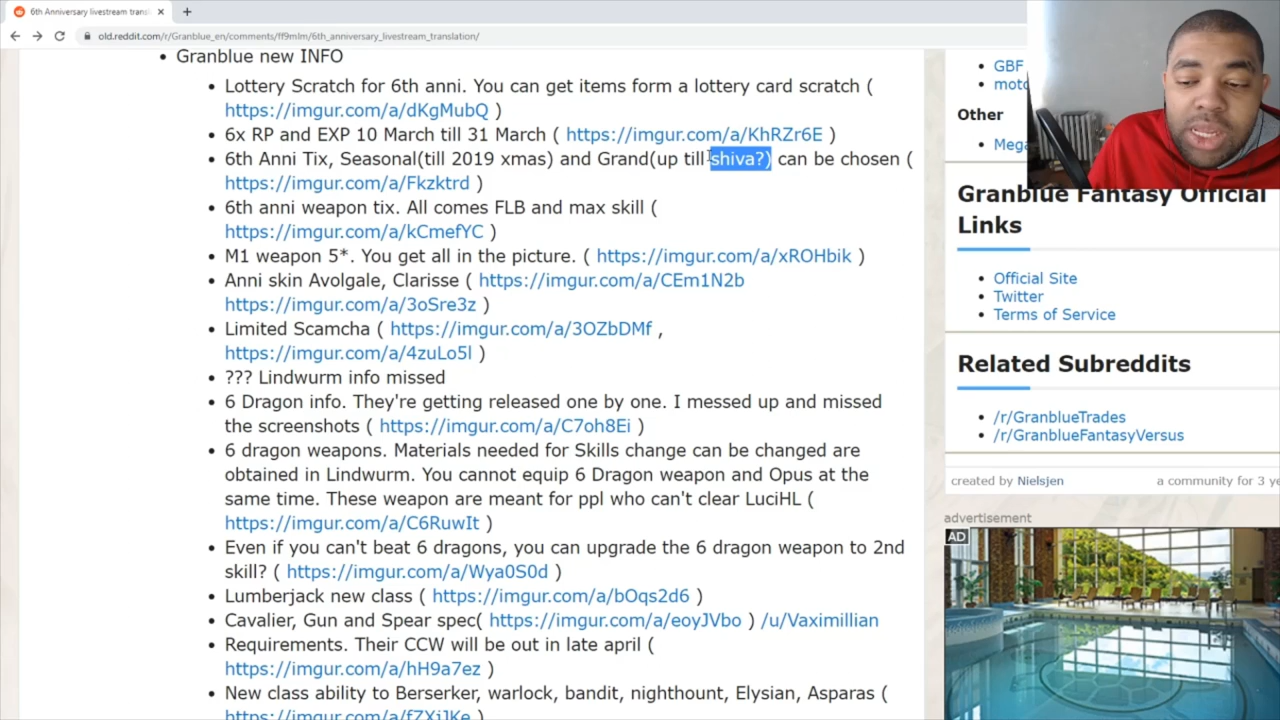 6th Anniversary livestream trans
old.reddit.com/r/Granblue_en/comments/ff9mlm/6th_anniversary_livestream_translation/
Granblue new INFO
Lottery Scratch for 6th anni. You can get items form a lottery card scratch (
https://imgur.com/a/dKgMubQ )
6x RP and EXP 10 March till 31 March ( https://imgur.com/a/KhRZr6E )
6th Anni Tix, Seasonal(till 2019 xmas) and Grand(up till shiva?) can be chosen (
https://imgur.com/a/Fkzktrd )
6th anni weapon tix. All comes FLB and max skill (
https://imgur.com/a/kCmefYC )
M1 weapon 5*. You get all in the picture. ( https://imgur.com/a/xROHbik )
Anni skin Avolgale, Clarisse ( https://imgur.com/a/CEm1N2b
https://imgur.com/a/3oSre3z )
Limited Scamcha ( https://imgur.com/a/3OZbDMf ,
https://imgur.com/a/4zuLo5l )
??? Lindwurm info missed
6 Dragon info. They're getting released one by one. I messed up and missed
the screenshots ( https://imgur.com/a/C7oh8Ei )
6 dragon weapons. Materials needed for Skills change can be changed are
obtained in Lindwurm. You cannot equip 6 Dragon weapon and Opus at the
same time. These weapon are meant for ppl who can't clear LuciHL (
https://imgur.com/a/C6RuwIt )
Even if you can't beat 6 dragons, you can upgrade the 6 dragon weapon to 2nd
skill? ( https://imgur.com/a/Wya0S0d )
Lumberjack new class ( https://imgur.com/a/bOqs2d6 )
Cavalier, Gun and Spear spec( https://imgur.com/a/eoyJVbo ) /u/Vaximillian
Requirements. Their CCW will be out in late april (
https://imgur.com/a/hH9a7ez )
New class ability to Berserker, warlock, bandit, nighthount, Elysian, Asparas (
https://imgur.com/a/fZXiJKe )
GBF
moto
Other
Mega
Granblue Fantasy Official
Links
Official Site
Twitter
Terms of Service
Related Subreddits
/r/GranblueTrades
/r/GranblueFantasyVersus
created by Nielsjen
a community for 3 ye
advertisement
AD